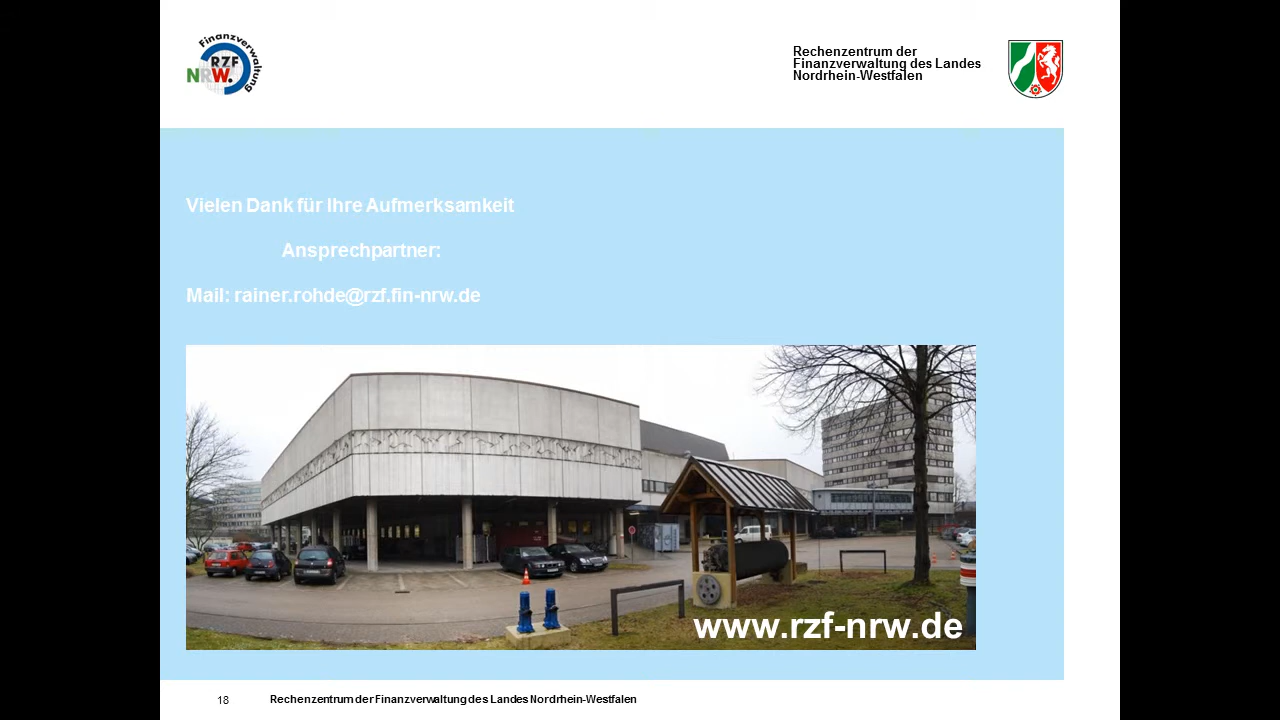 Finanzverwaltung
RZF
NRW.
Rechenzentrum der
Finanzverwaltung des Landes
Nordrhein-Westfalen
Vielen Dank für Ihre Aufmerksamkeit
Ansprechpartner:
Mail: rainer.rohde@rzf.fin-nrw.de
www.rzf-nrw.de
18
Rechenzentrum der Finanzverwaltung des Landes Nordrhein-Westfalen